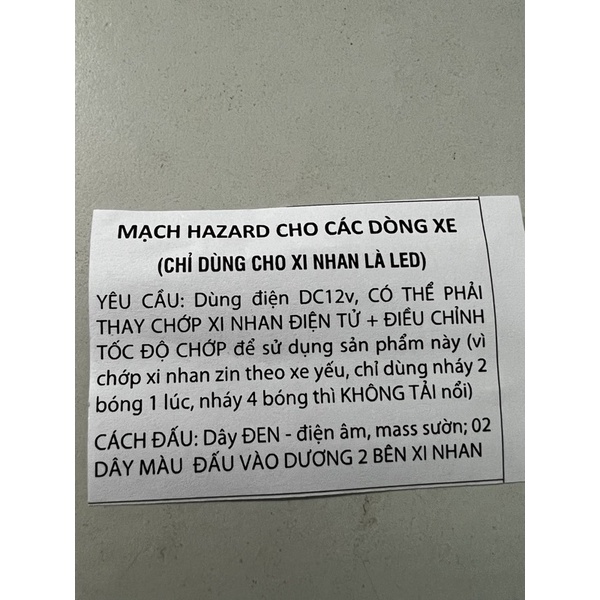 MẠCH HAZARD CHO CÁC DÒNG XE
(CHỈ DÙNG CHO XI NHAN LÀ LED)
YÊU CẦU: Dùng điện DC12v, CÓ THỂ PHẢI
THAY CHỚP XI NHAN ĐIỆN TỬ + ĐIỀU CHỈNH
TỐC ĐỘ CHỚP để sử dụng sản phẩm này (vì
chớp xi nhan zin theo xe yếu, chỉ dùng nháy 2
bóng 1 lúc, nháy 4 bóng thì KHÔNG TẢI nổi)
CÁCH ĐẤU: Dây ĐEN - điện âm, mass sườn; 02
DÂY MÀU ĐẤU VÀO DƯƠNG 2 BÊN XI NHAN